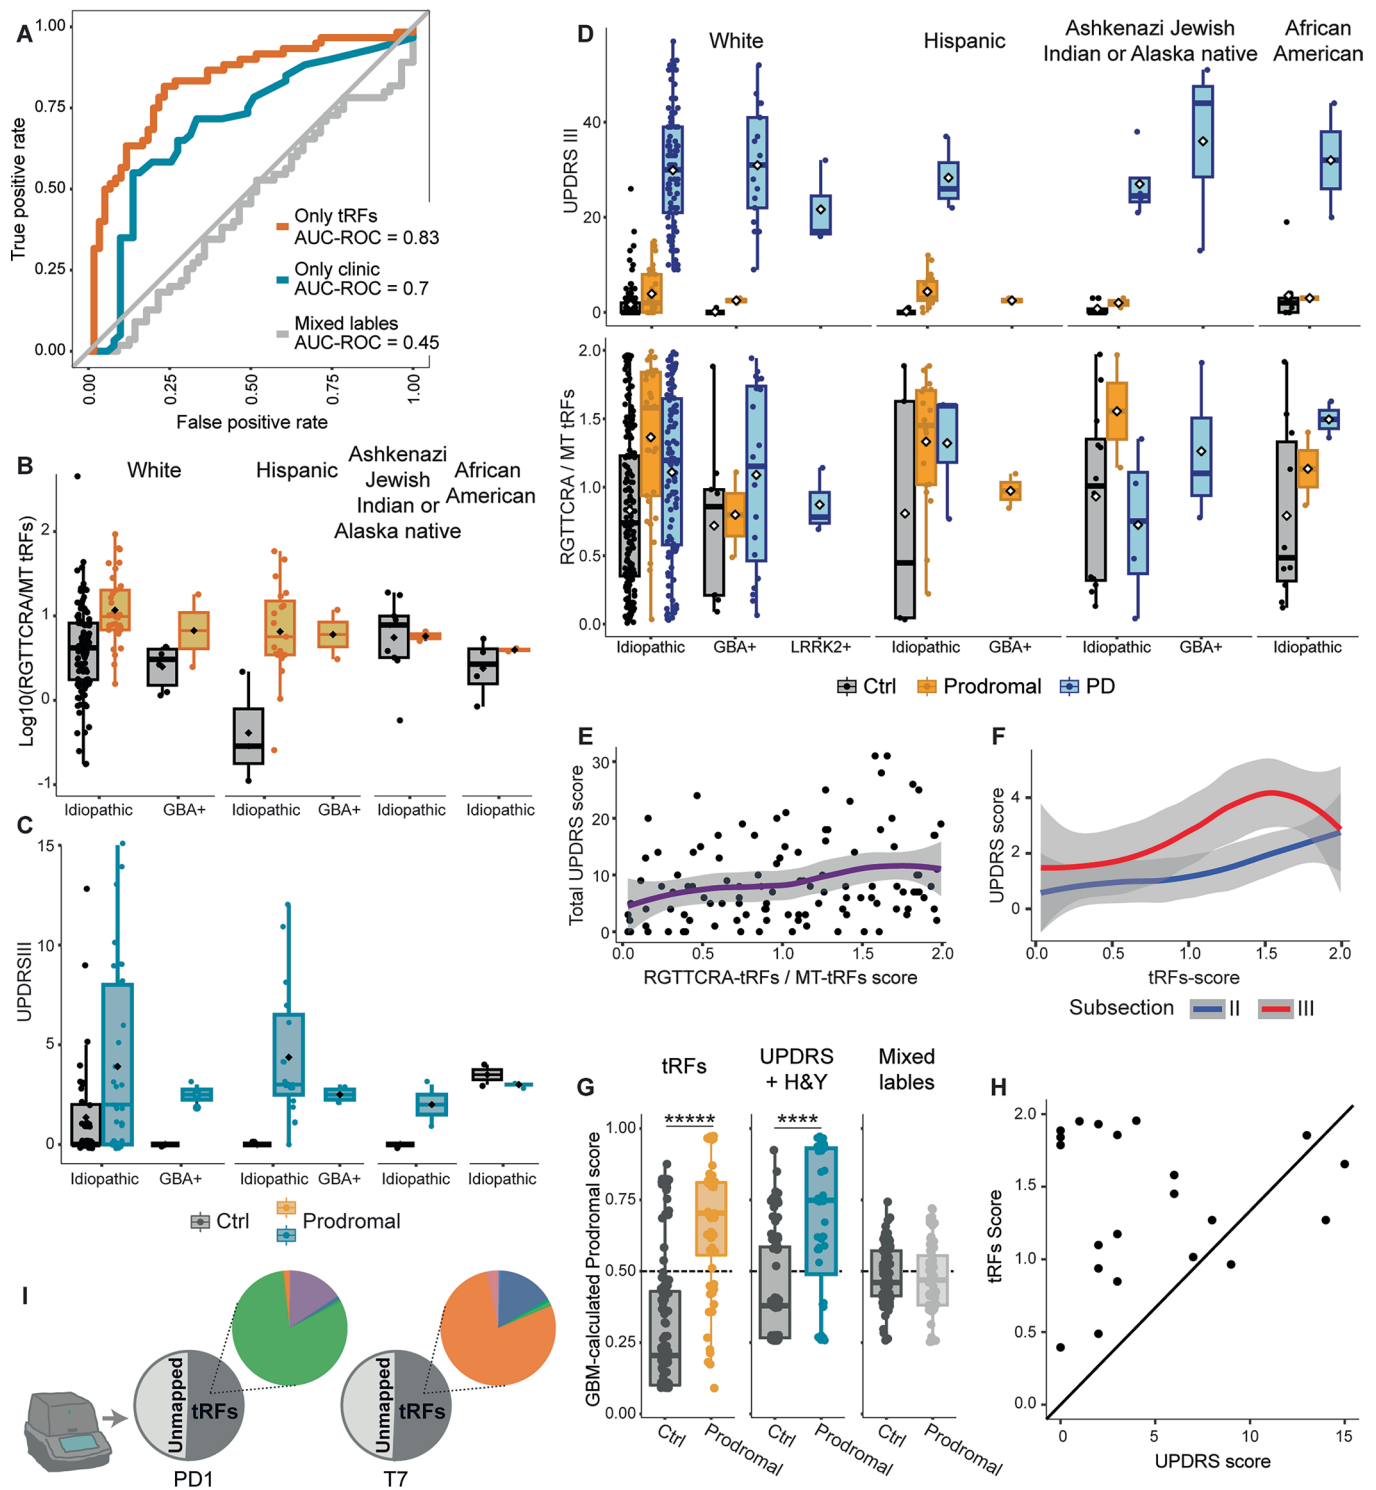 A
1.00
0.75
0.50
0.25
0.00
True positive rate
Only tRFs
AUC-ROC = 0.83
Only clinic
AUC-ROC = 0.7
Mixed lables
AUC-ROC = 0.45
0.00
0.25
0.50
0.75
1.00
False positive rate
B
White
Hispanic
Ashkenazi
Jewish
Indian or
Alaska native
African
American
Log10(RGTTCRA/MT tRFs)
2
1
0
-1
Idiopathic
GBA+
Idiopathic
GBA+
Idiopathic
Idiopathic
C
UPDRSIII
15
10
5
0
Idiopathic
GBA+
Idiopathic
GBA+
Idiopathic
Idiopathic
Ctrl
Prodromal
D
White
Hispanic
Ashkenazi Jewish
Indian or Alaska native
African
American
UPDRS III
40
20
0
RGTTCRA / MT tRFs
2.0
1.5
1.0
0.5
0.0
Idiopathic
GBA+
LRRK2+
Idiopathic
GBA+
Idiopathic
GBA+
Idiopathic
Ctrl
Prodromal
PD
E
Total UPDRS score
30
20
10
0
0.0
0.5
1.0
1.5
2.0
RGTTCRA-tRFs / MT-tRFs score
F
UPDRS score
4
2
0
0.0
0.5
1.0
1.5
2.0
tRFs-score
Subsection
II
III
G
tRFs
UPDRS
+ H&Y
Mixed
lables
GBM-calculated Prodromal score
1.00
0.75
0.50
0.25
0.00
*****
****
Ctrl
Prodromal
Ctrl
Prodromal
Ctrl
Prodromal
H
tRFs Score
2.0
1.5
1.0
0.5
0.0
0
5
10
15
UPDRS score
I
Unmapped
tRFs
PD1
Unmapped
tRFs
T7